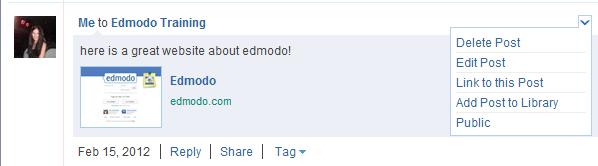 Me to Edmodo Training
here is a great website about edmodo!
edmodo
Edmodo
edmodo.com
Delete Post
Edit Post
Link to this Post
Add Post to Library
Public
Feb 15, 2012 | Reply | Share | Tag